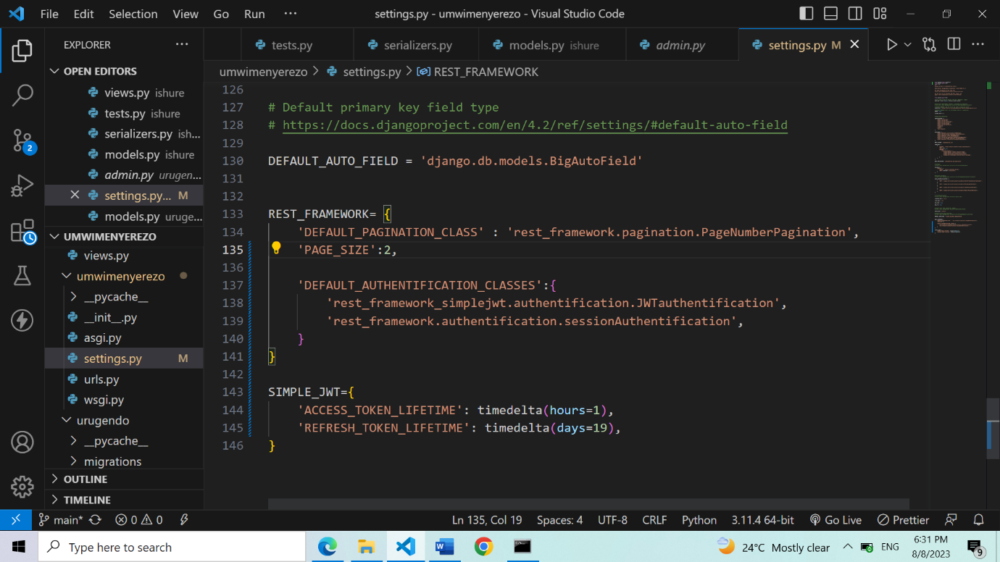 File Edit Selection View Go Run ··· settings.py - umwimenyerezo - Visual Studio Code
EXPLORER ···
tests.py serializers.py models.py ishure admin.py settings.py M
OPEN EDITORS
views.py ishure
tests.py ishure
serializers.py ish...
models.py ishure
admin.py urugen...
settings.py... M
models.py uruge...
UMWIMENYEREZO
views.py
umwimenyerezo
__pycache__
__init__.py
asgi.py
settings.py M
urls.py
wsgi.py
urugendo
__pycache__
migrations
OUTLINE
TIMELINE
2
umwimenyerezo > settings.py > REST_FRAMEWORK
126
127 # Default primary key field type
128 # https://docs.djangoproject.com/en/4.2/ref/settings/#default-auto-field
129
130 DEFAULT_AUTO_FIELD = 'django.db.models.BigAutoField'
131
132
133 REST_FRAMEWORK= {
134 'DEFAULT_PAGINATION_CLASS' : 'rest_framework.pagination.PageNumberPagination',
135 'PAGE_SIZE':2,
136
137 'DEFAULT_AUTHENTIFICATION_CLASSES':{
138 'rest_framework_simplejwt.authentification.JWTauthentification',
139 'rest_framework.authentification.sessionAuthentification',
140 }
141 }
142
143 SIMPLE_JWT={
144 'ACCESS_TOKEN_LIFETIME': timedelta(hours=1),
145 'REFRESH_TOKEN_LIFETIME': timedelta(days=19),
146 }
main* 0 0 Ln 135, Col 19 Spaces: 4 UTF-8 CRLF Python 3.11.4 64-bit Go Live Prettier
Type here to search 24°C Mostly clear ENG 6:31 PM
8/8/2023 9